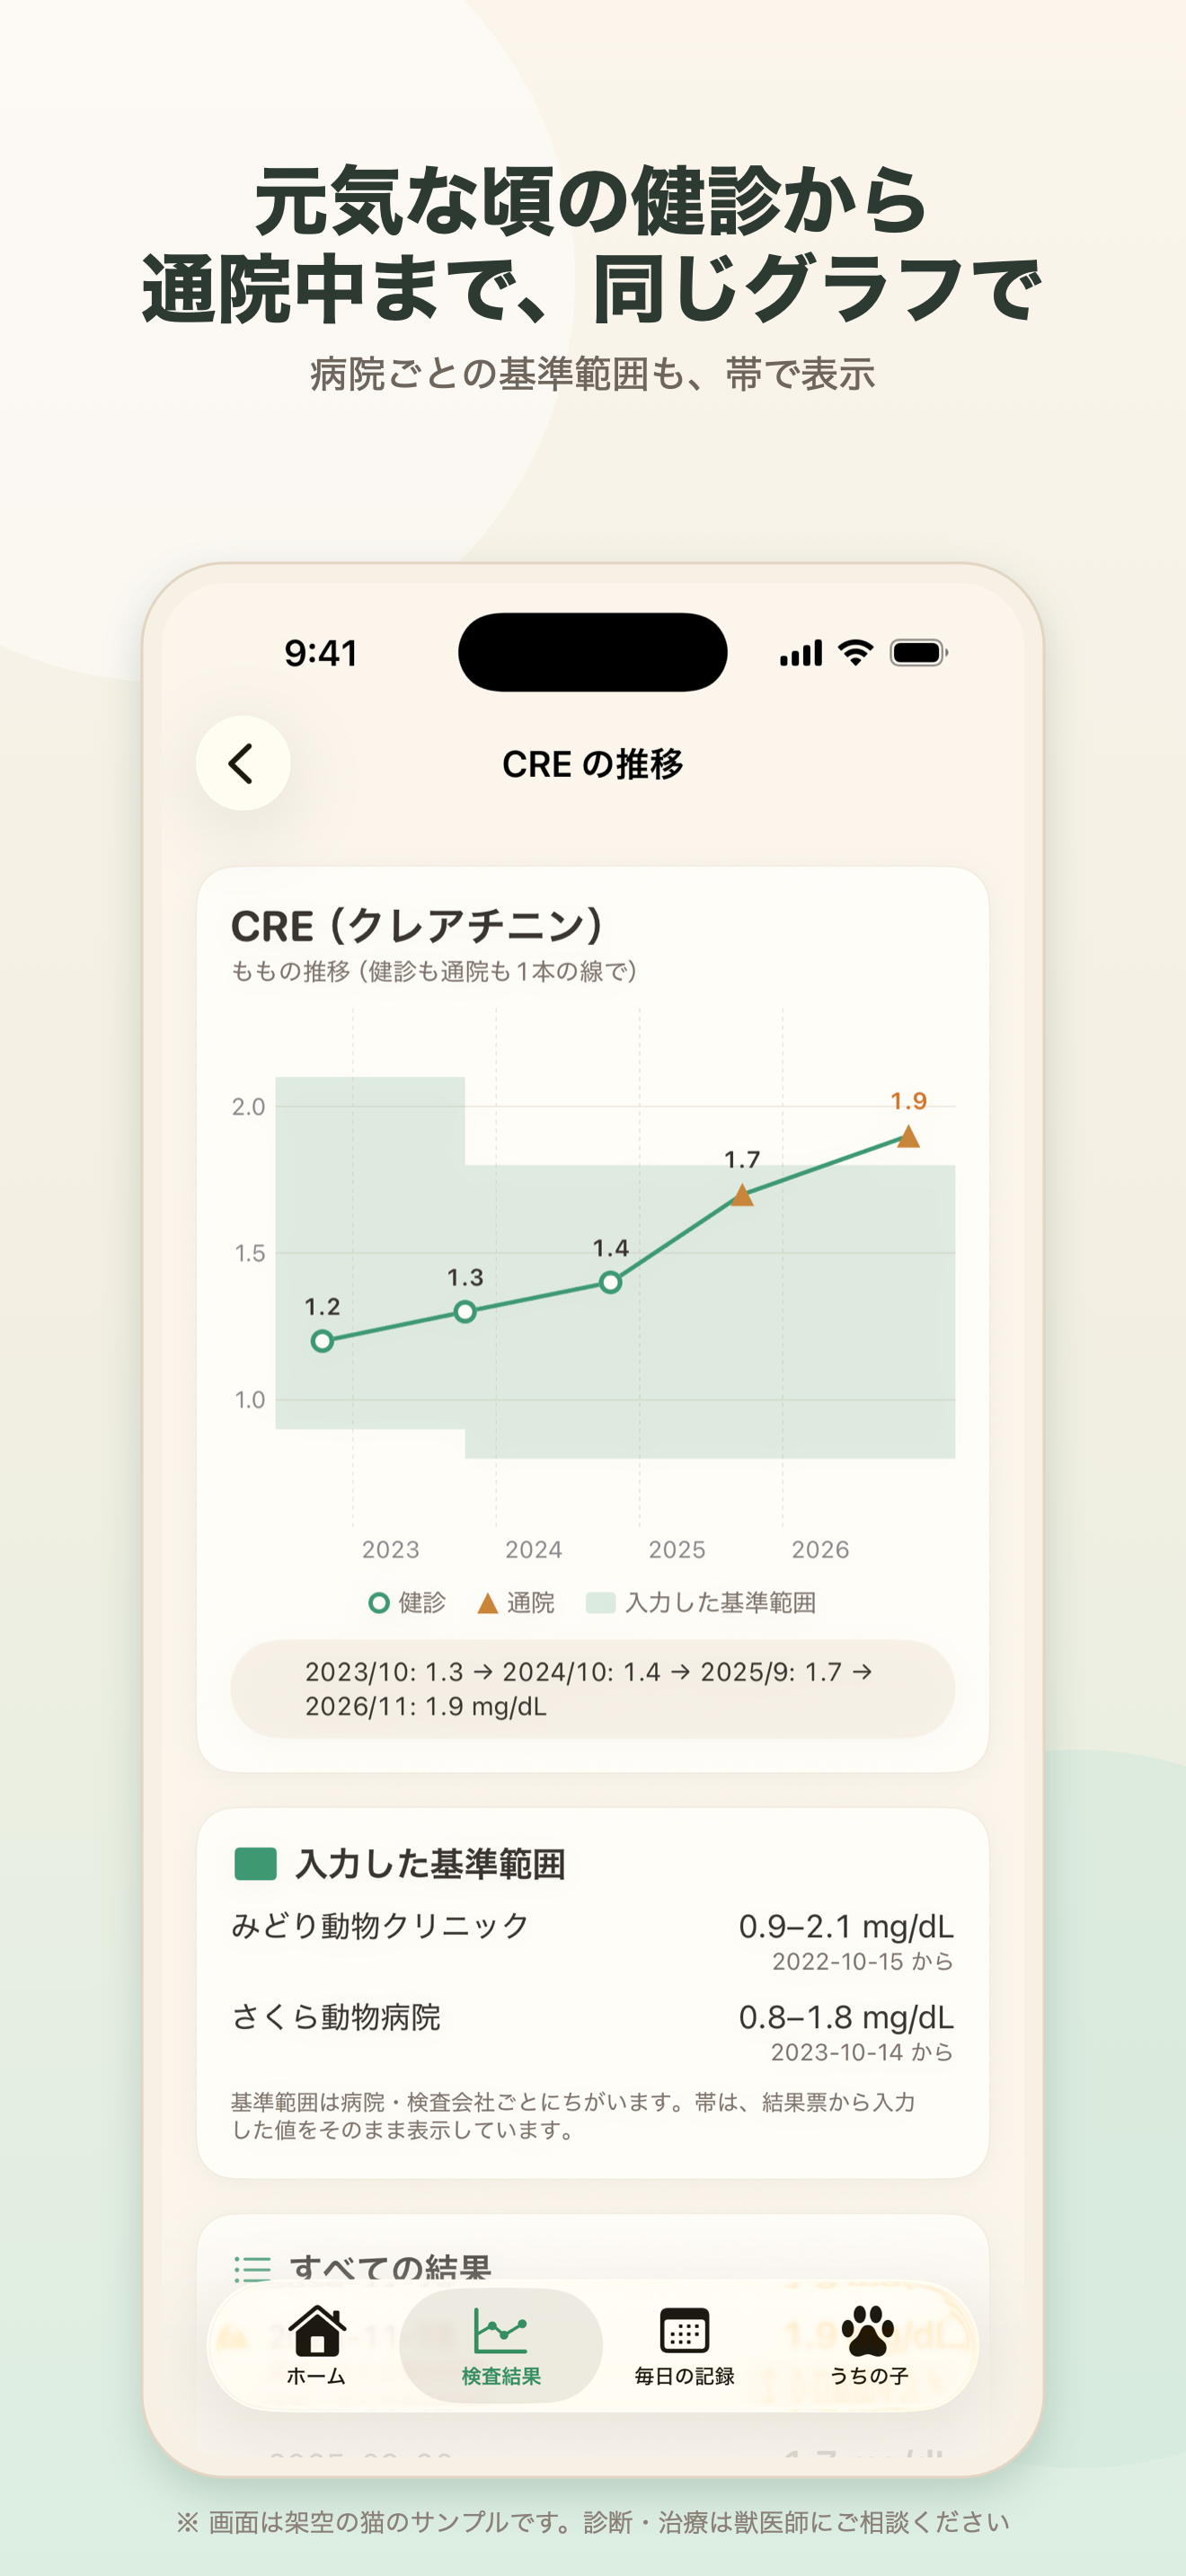 元気な頃の健診から
通院中まで、同じグラフで
病院ごとの基準範囲も、帯で表示
9:41
CRE の推移
CRE（クレアチニン）
ももの推移（健診も通院も1本の線で）
2.0
1.5
1.0
1.2
1.3
1.4
1.7
1.9
2023 2024 2025 2026
健診 通院 入力した基準範囲
2023/10: 1.3 → 2024/10: 1.4 → 2025/9: 1.7 →
2026/11: 1.9 mg/dL
入力した基準範囲
みどり動物クリニック 0.9–2.1 mg/dL
2022-10-15 から
さくら動物病院 0.8–1.8 mg/dL
2023-10-14 から
基準範囲は病院・検査会社ごとにちがいます。帯は、結果票から入力
した値をそのまま表示しています。
すべての結果
ホーム 検査結果 毎日の記録 うちの子
※ 画面は架空の猫のサンプルです。診断・治療は獣医師にご相談ください